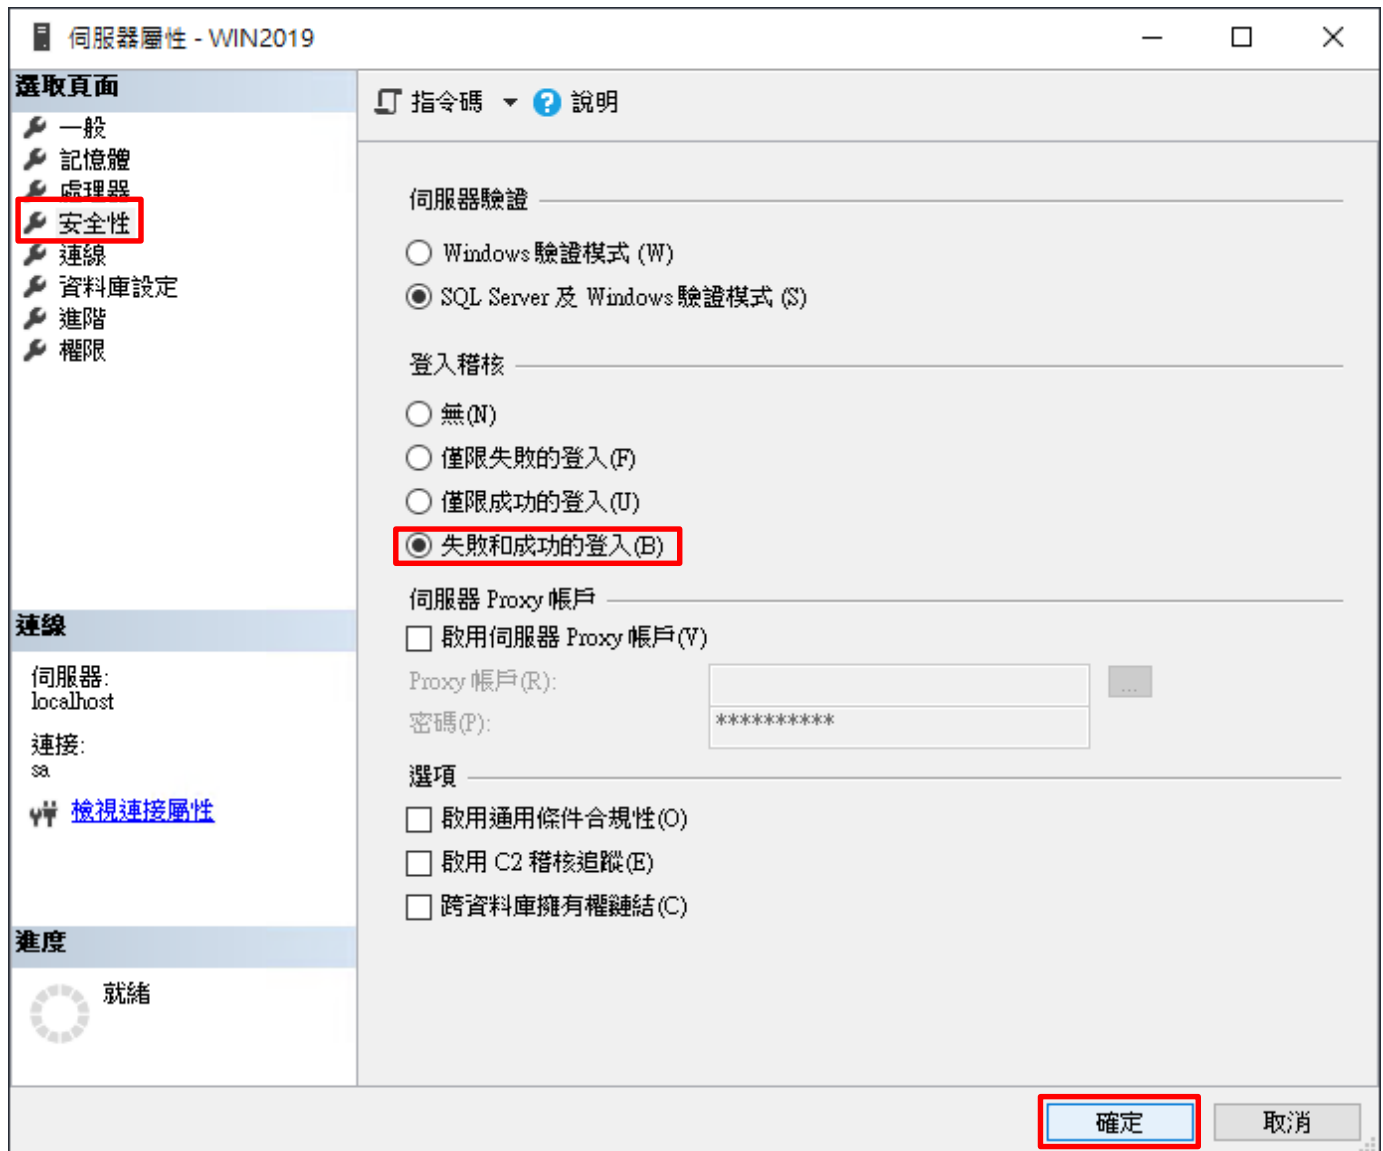 伺服器屬性 - WIN2019
選取頁面
一般
記憶體
處理器
安全性
連線
資料庫設定
進階
權限
連線
伺服器:
localhost
連接:
sa
檢視連接屬性
進度
就緒
指令碼 說明
伺服器驗證
Windows 驗證模式 (W)
SQL Server 及 Windows 驗證模式 (S)
登入稽核
無(N)
僅限失敗的登入(F)
僅限成功的登入(U)
失敗和成功的登入(B)
伺服器 Proxy 帳戶
啟用伺服器 Proxy 帳戶(V)
Proxy 帳戶(R):
...
密碼(P): **********
選項
啟用通用條件合規性(O)
啟用 C2 稽核追蹤(E)
跨資料庫擁有權鏈結(C)
確定 取消